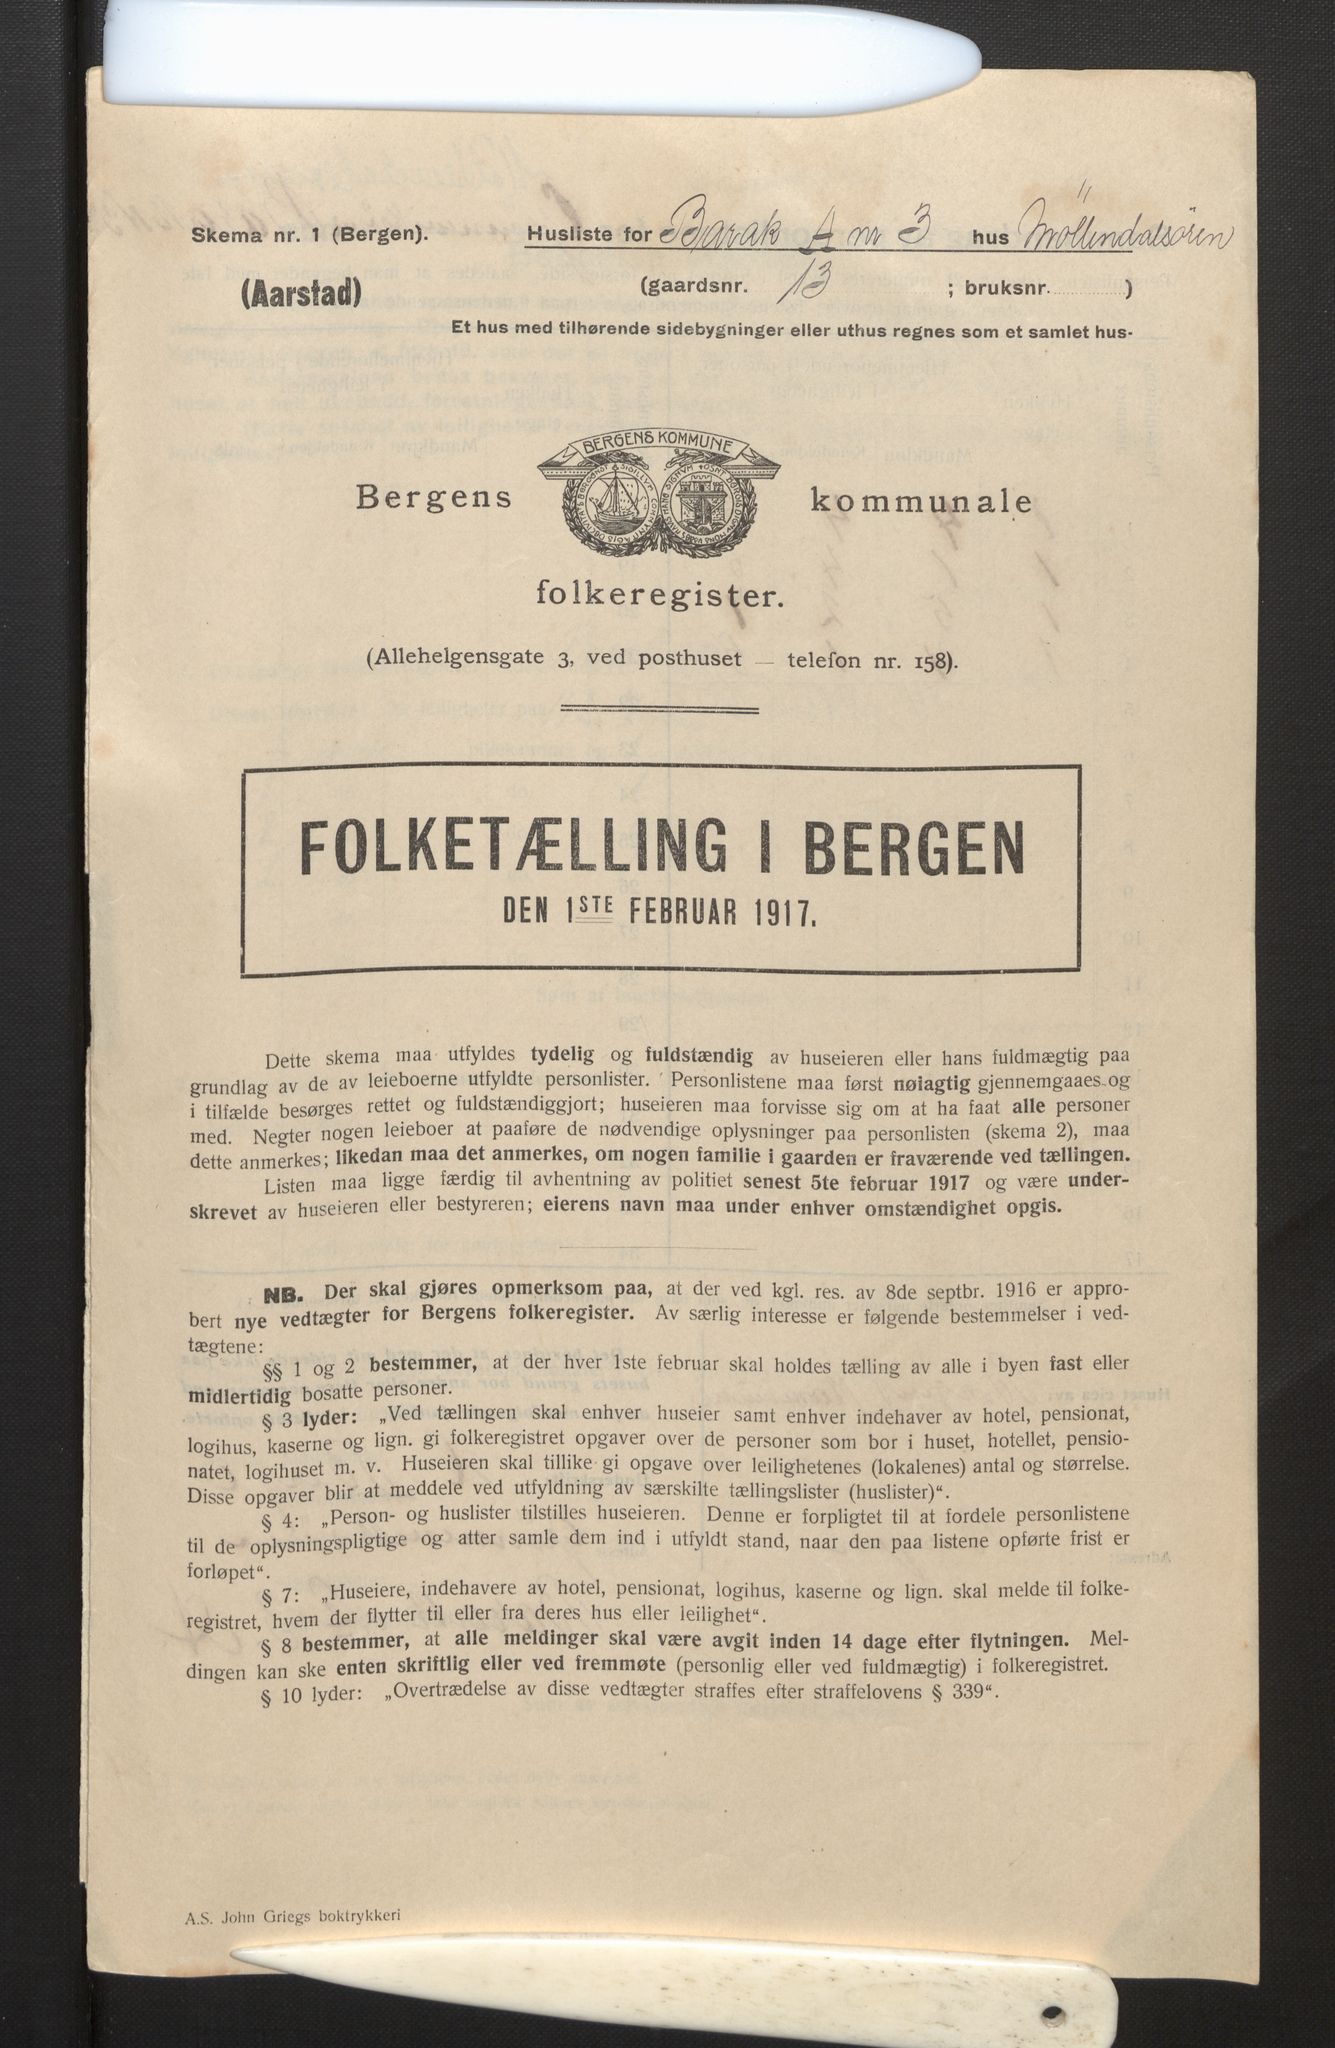 Skema nr. 1 (Bergen).
Husliste for Barak A nr 3 hus Möllendalsören
(Aarstad)
(gaardsnr. 13 ; bruksnr. )
Et hus med tilhørende sidebygninger eller uthus regnes som et samlet hus-
BERGENS KOMMUNE
Bergens kommunale
folkeregister.
(Allehelgensgate 3, ved posthuset — telefon nr. 158).
FOLKETÆLLING I BERGEN
DEN 1STE FEBRUAR 1917.
Dette skema maa utfyldes tydelig og fuldstændig av huseieren eller hans fuldmægtig paa
grundlag av de av leieboerne utfyldte personlister. Personlistene maa først nøiagtig gjennemgaaes og
i tilfælde besørges rettet og fuldstændiggjort; huseieren maa forvisse sig om at ha faat alle personer
med. Negter nogen leieboer at paaføre de nødvendige oplysninger paa personlisten (skema 2), maa
dette anmerkes; likedan maa det anmerkes, om nogen familie i gaarden er fraværende ved tællingen.
Listen maa ligge færdig til avhentning av politiet senest 5te februar 1917 og være under-
skrevet av huseieren eller bestyreren; eierens navn maa under enhver omstændighet opgis.
NB. Der skal gjøres opmerksom paa, at der ved kgl. res. av 8de septbr. 1916 er appro-
bert nye vedtægter for Bergens folkeregister. Av særlig interesse er følgende bestemmelser i ved-
tægtene:
§§ 1 og 2 bestemmer, at der hver 1ste februar skal holdes tælling av alle i byen fast eller
midlertidig bosatte personer.
§ 3 lyder: „Ved tællingen skal enhver huseier samt enhver indehaver av hotel, pensionat,
logihus, kaserne og lign. gi folkeregistret opgaver over de personer som bor i huset, hotellet, pensio-
natet, logihuset m. v. Huseieren skal tillike gi opgave over leilighetenes (lokalenes) antal og størrelse.
Disse opgaver blir at meddele ved utfyldning av særskilte tællingslister (huslister)“.
§ 4: „Person- og huslister tilstilles huseieren. Denne er forpligtet til at fordele personlistene
til de oplysningspligtige og atter samle dem ind i utfyldt stand, naar den paa listene opførte frist er
forløpet“.
§ 7: „Huseiere, indehavere av hotel, pensionat, logihus, kaserne og lign. skal melde til folke-
registret, hvem der flytter til eller fra deres hus eller leilighet“.
§ 8 bestemmer, at alle meldinger skal være avgit inden 14 dage efter flytningen. Mel-
dingen kan ske enten skriftlig eller ved fremmøte (personlig eller ved fuldmægtig) i folkeregistret.
§ 10 lyder: „Overtrædelse av disse vedtægter straffes efter straffelovens § 339“.
A.S. John Griegs boktrykkeri